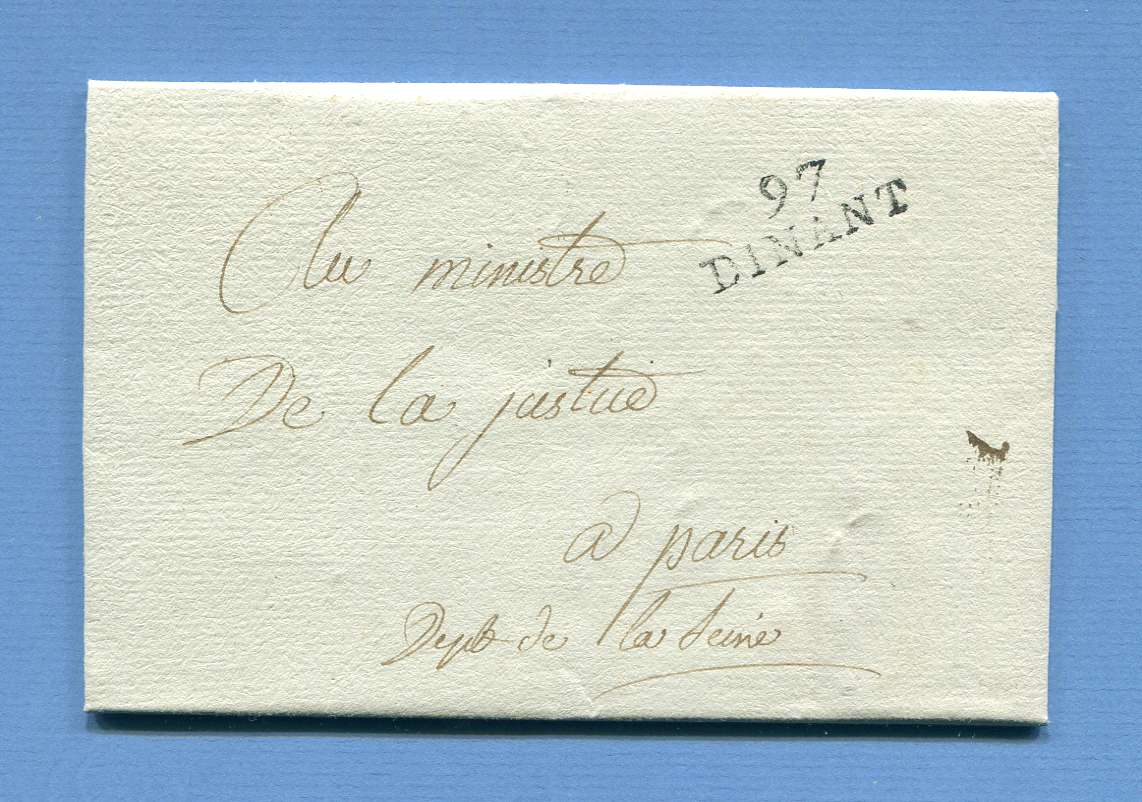 97
DINANT
Au ministre
De la justice
a paris
Dept de la Seine